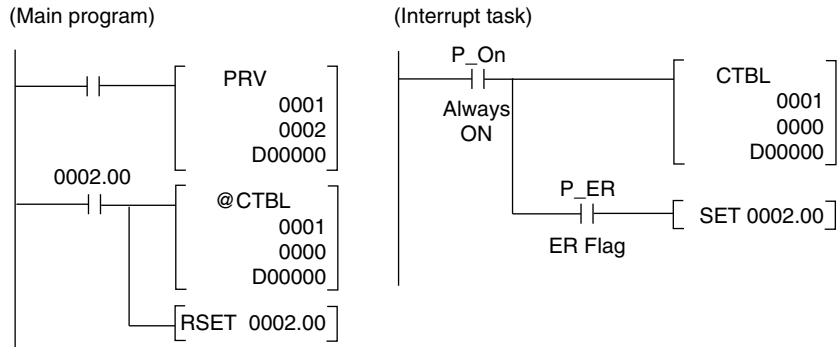 (Main program)
PRV
0001
0002
D00000
0002.00
@CTBL
0001
0000
D00000
RSET 0002.00
(Interrupt task)
P_On
Always
ON
CTBL
0001
0000
D00000
P_ER
ER Flag
SET 0002.00